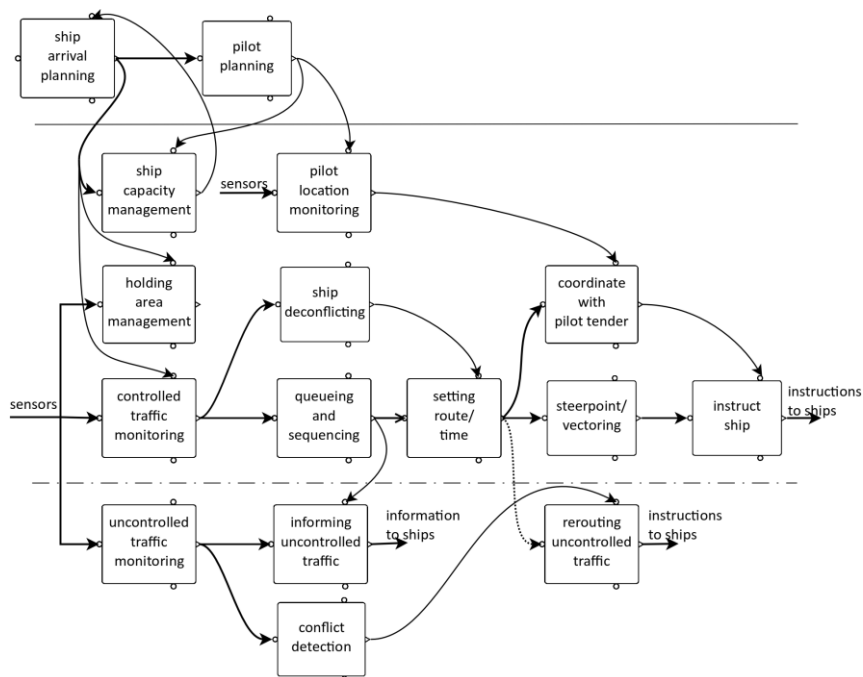 ship
arrival
planning
pilot
planning
ship
capacity
management
sensors
pilot
location
monitoring
holding
area
management
ship
deconflicting
coordinate
with
pilot tender
sensors
controlled
traffic
monitoring
queueing
and
sequencing
setting
route/
time
steerpoint/
vectoring
instruct
ship
instructions
to ships
uncontrolled
traffic
monitoring
informing
uncontrolled
traffic
information
to ships
rerouting
uncontrolled
traffic
instructions
to ships
conflict
detection